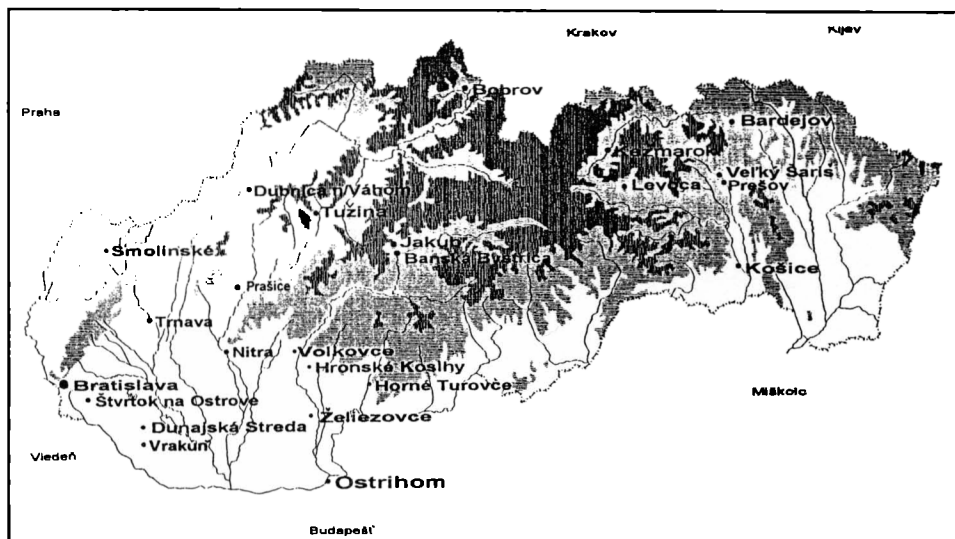 Krakov
Kijev
Praha
Bobrov
Bardejov
Kežmarok
Veľký Šariš
Levoča
Prešov
Dubnica n/Váhom
Tužina
Jakub
Banská Bystrica
Smolinské
Košice
Prašice
Trnava
Nitra
Volkovce
Hronské Koslhy
Bratislava
Horné Turovce
Miškolc
Štvrtok na Ostrove
Želiezovce
Dunajská Streda
Vrakúň
Viedeň
Ostrihom
Budapešť